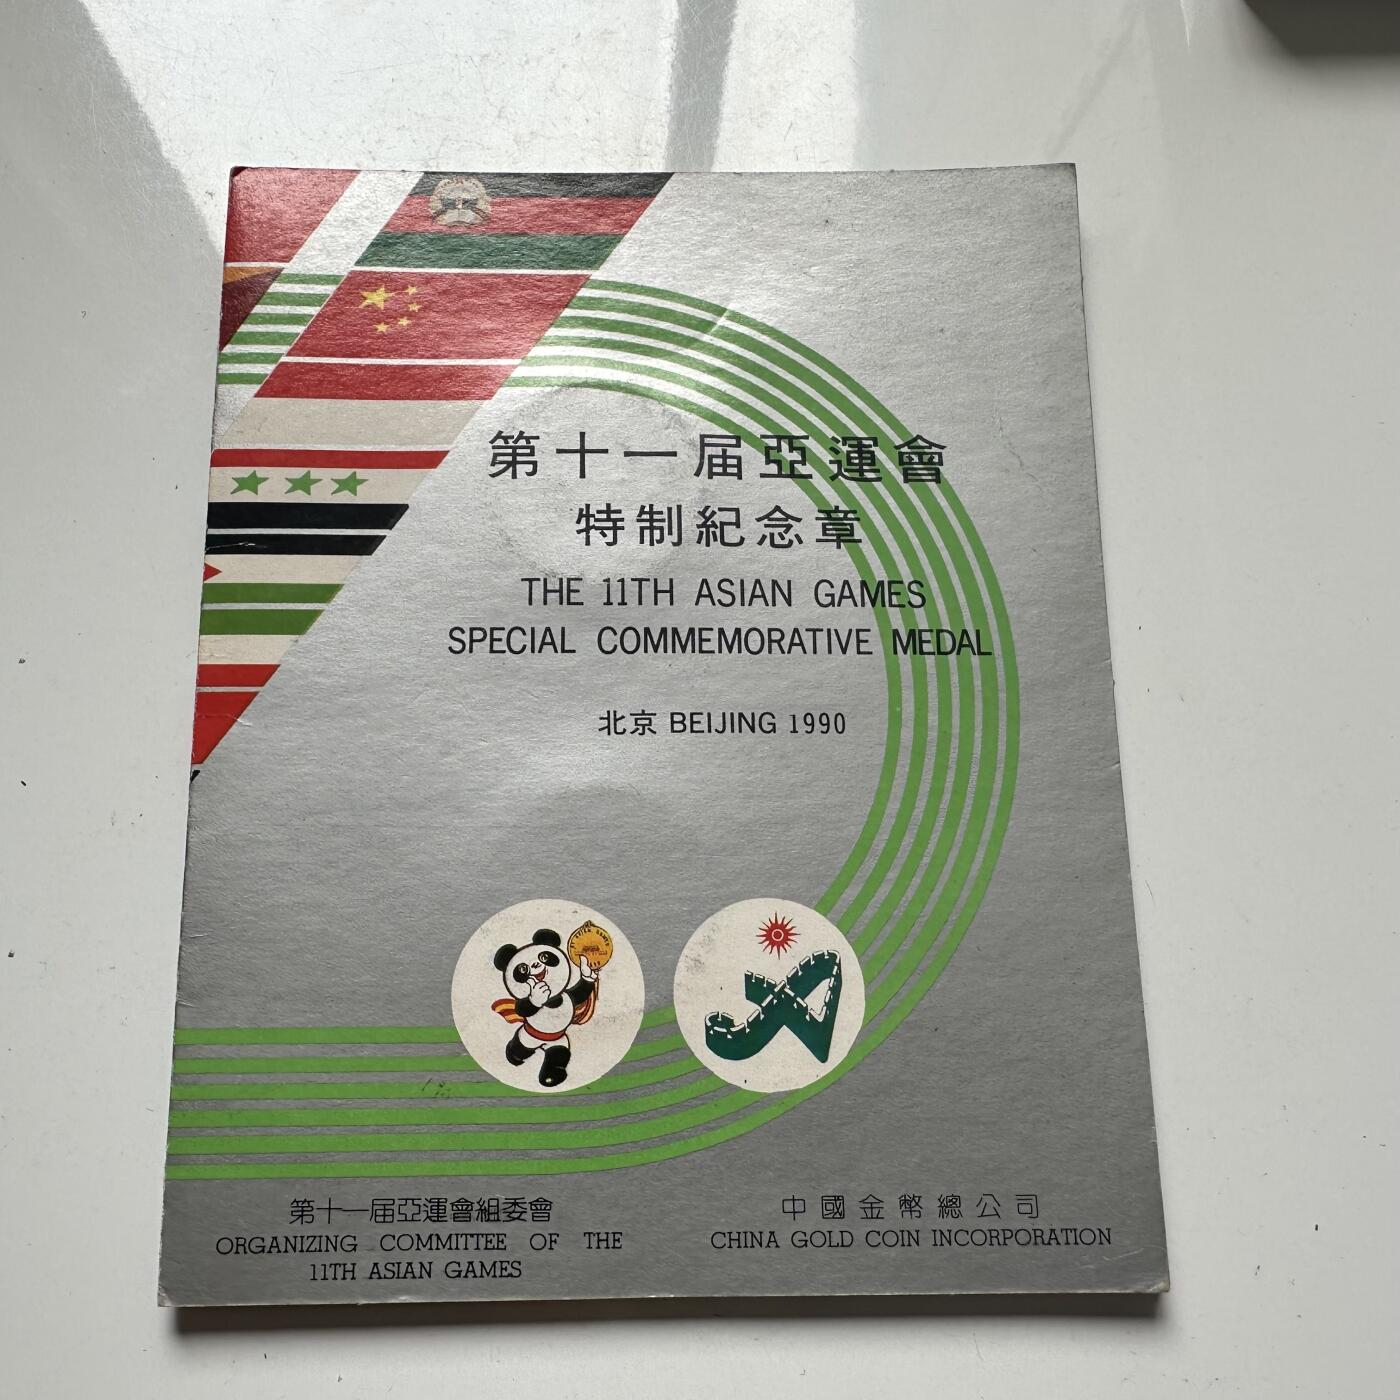 第十一届亞運會
特制紀念章
THE 11TH ASIAN GAMES
SPECIAL COMMEMORATIVE MEDAL
北京 BEIJING 1990
第十一届亞運會組委會
ORGANIZING COMMITTEE OF THE
11TH ASIAN GAMES
中國金幣總公司
CHINA GOLD COIN INCORPORATION